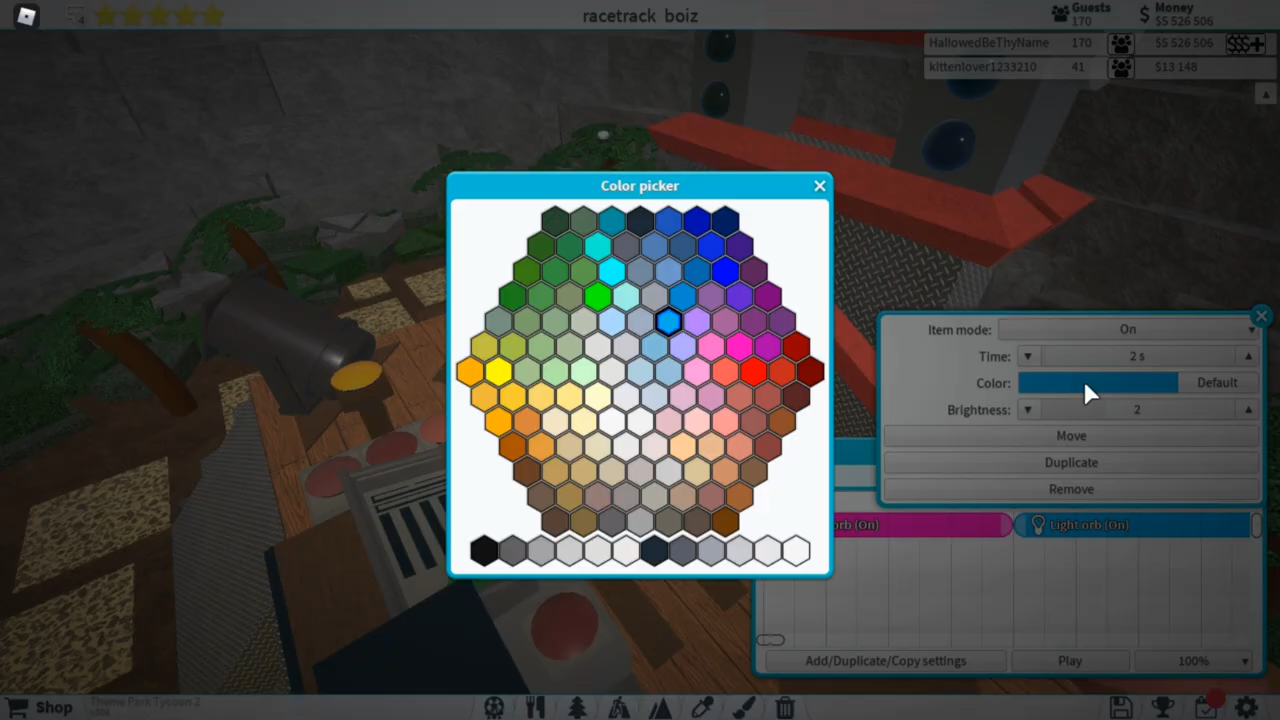 4
racetrack boiz
Guests
170
Money
$5 526 506
HallowedBeThyName 170 $5 526 506 $$$+
kittenlover1233210 41 $13 148
Color picker
Item mode: On
Time: 2 s
Color: Default
Brightness: 2
Move
Duplicate
Remove
orb (On) Light orb (On)
Add/Duplicate/Copy settings Play 100%
Shop
Theme Park Tycoon 2